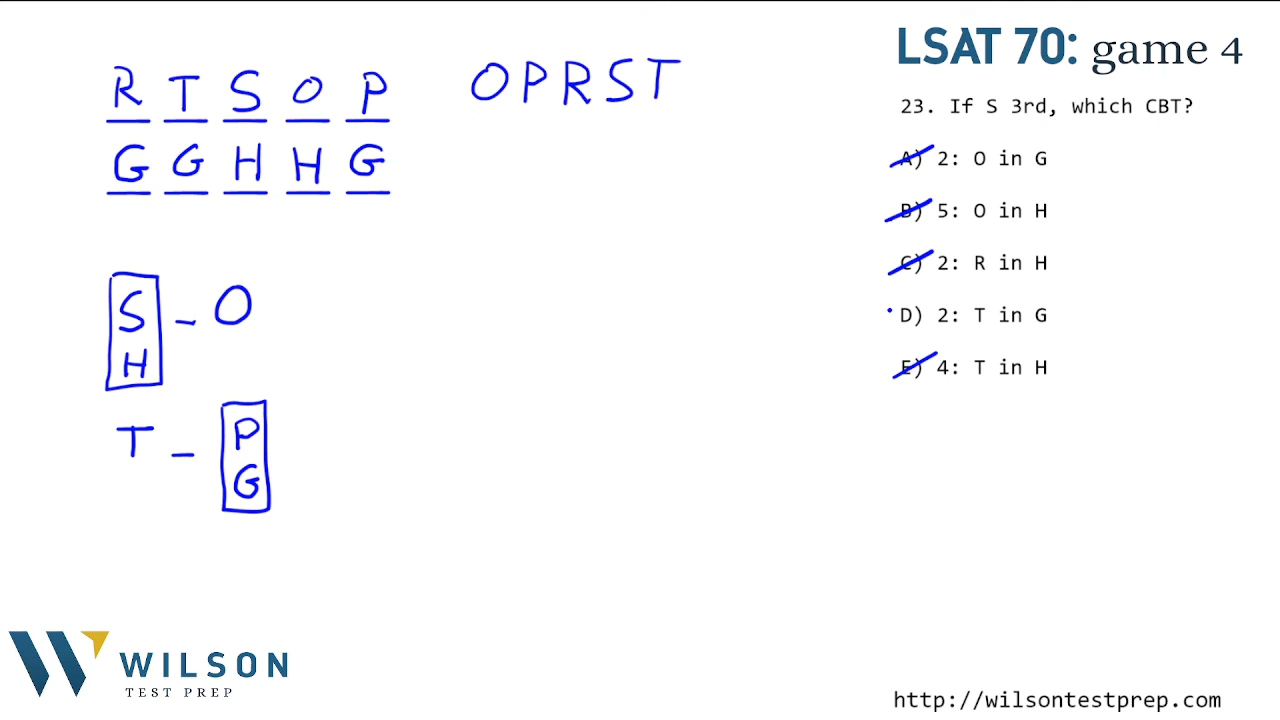 LSAT 70: game 4
R T S O P
O P R S T
G G H H G
S - O
H
T - P
G
23. If S 3rd, which CBT?
A) 2: O in G
B) 5: O in H
C) 2: R in H
D) 2: T in G
E) 4: T in H
WILSON
TEST PREP
http://wilsontestprep.com